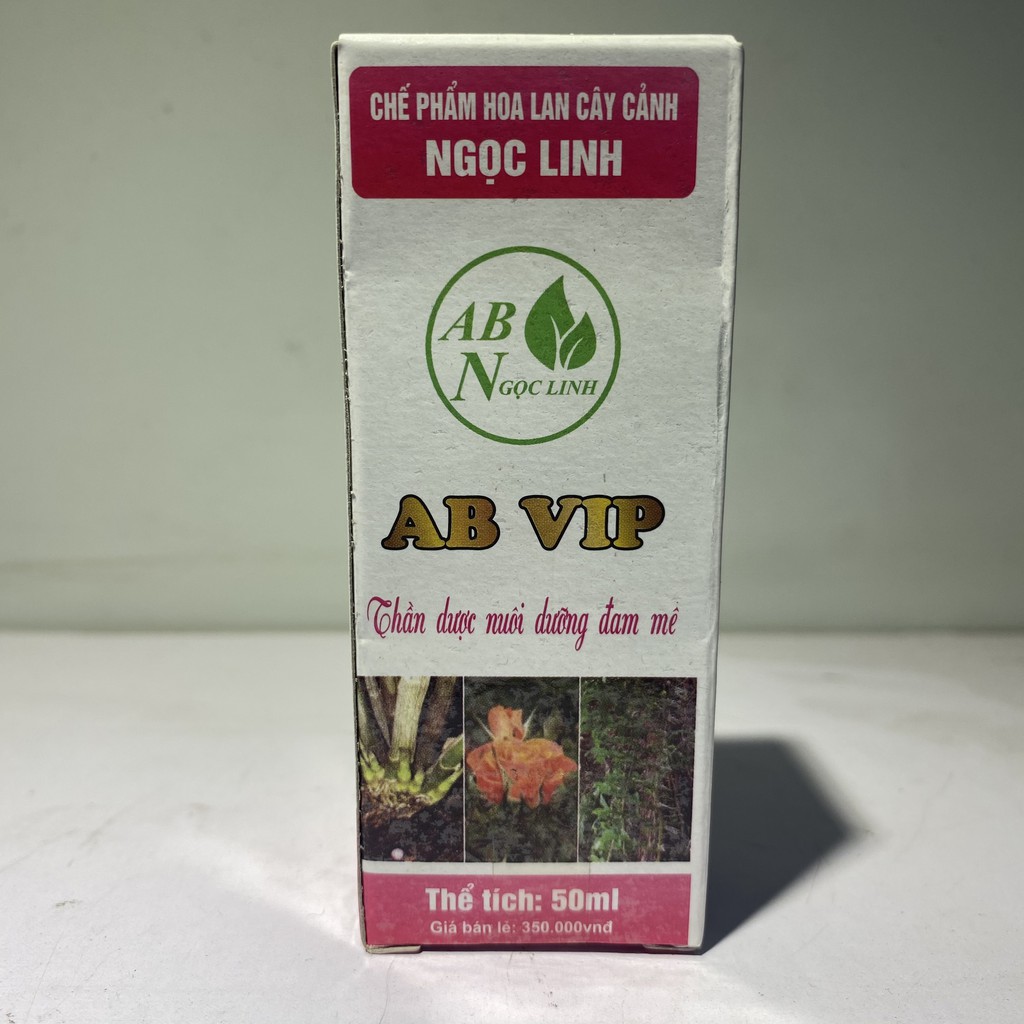 CHẾ PHẨM HOA LAN CÂY CẢNH
NGỌC LINH
AB
NGỌC LINH
AB VIP
Thần dược nuôi dưỡng đam mê
Thể tích: 50ml
Giá bán lẻ: 350.000vnđ